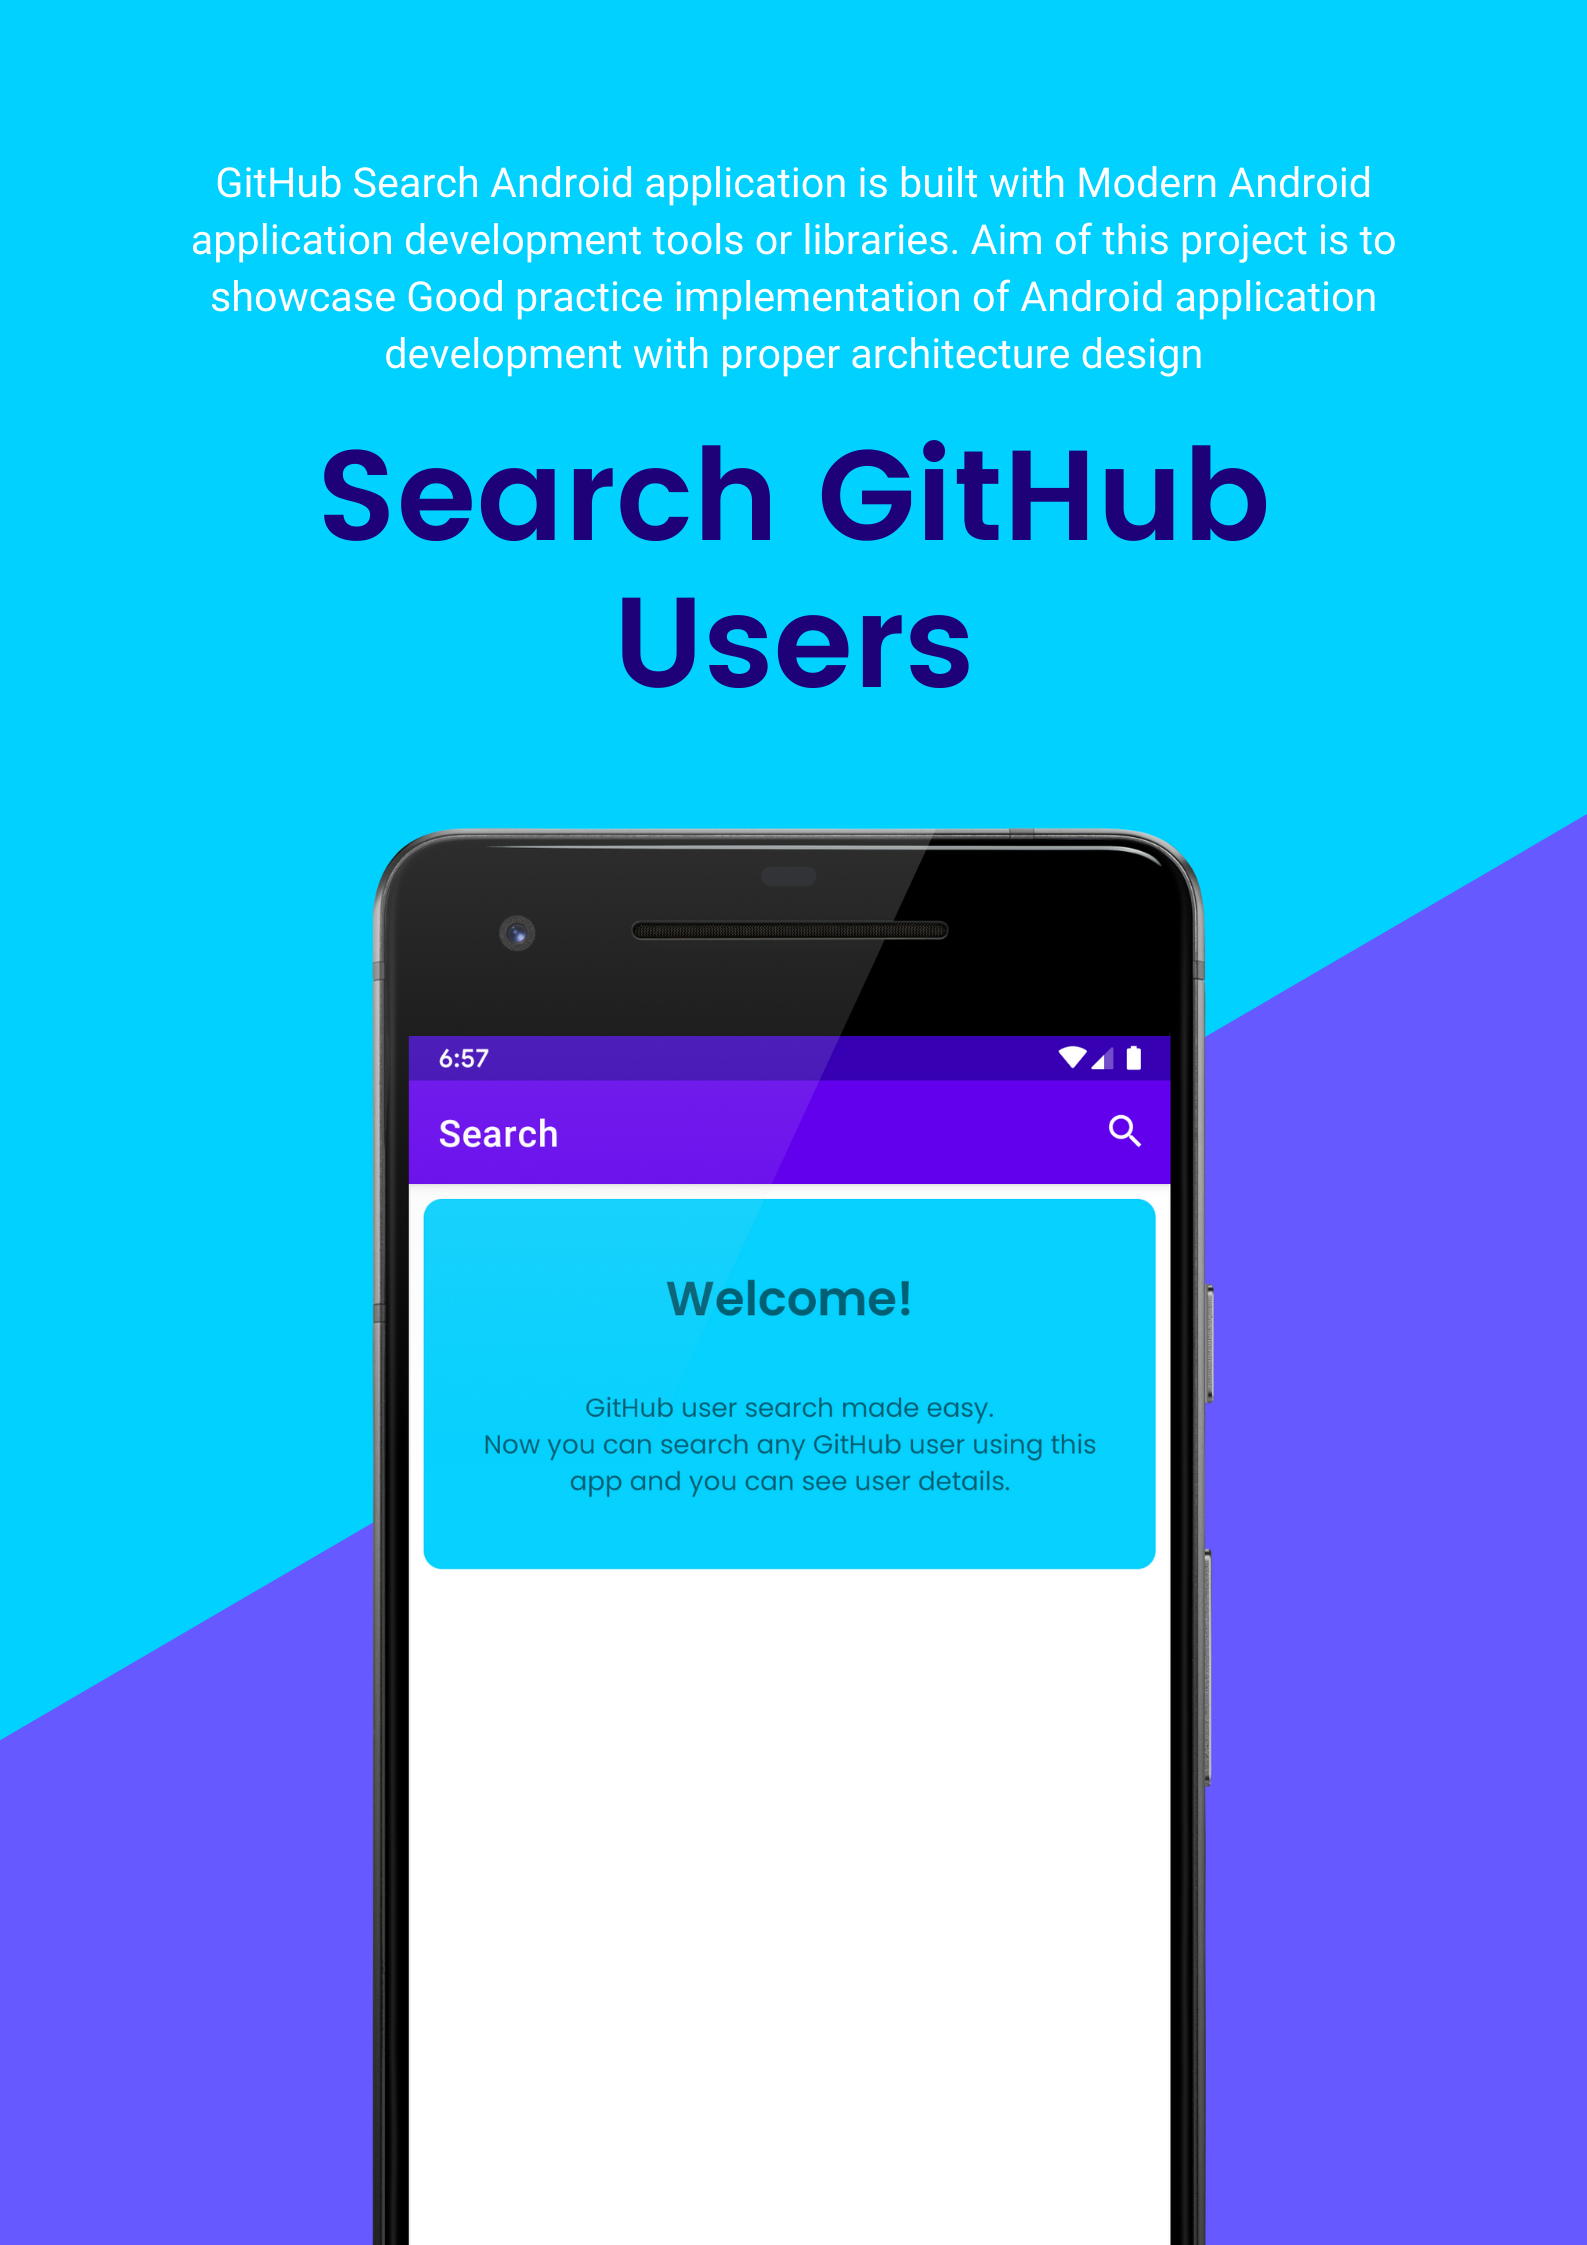 GitHub Search Android application is built with Modern Android
application development tools or libraries. Aim of this project is to
showcase Good practice implementation of Android application
development with proper architecture design
Search GitHub
Users
6:57
Search
Welcome!
GitHub user search made easy.
Now you can search any GitHub user using this
app and you can see user details.